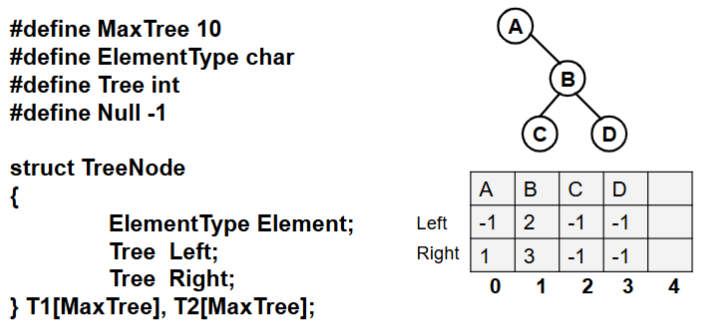 #define MaxTree 10
#define ElementType char
#define Tree int
#define Null -1
struct TreeNode
{
ElementType Element;
Tree Left;
Tree Right;
} T1[MaxTree], T2[MaxTree];
A
B
C D
A B C D
Left -1 2 -1 -1
Right 1 3 -1 -1
0 1 2 3 4